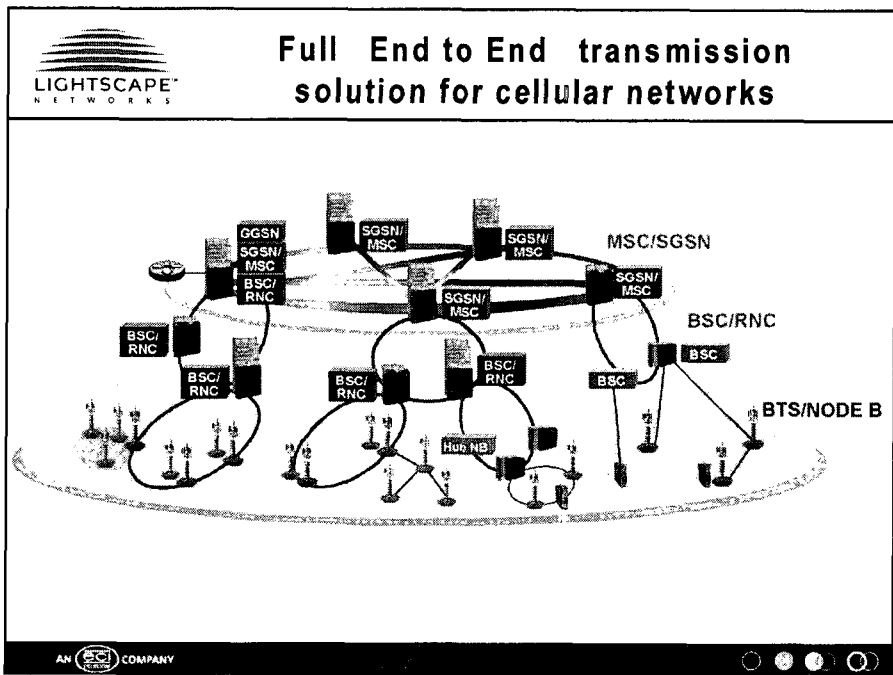 LIGHTSCAPE™
NETWORKS
Full End to End transmission
solution for cellular networks
GGSN
SGSN/
MSC
BSC/
RNC
SGSN/
MSC
SGSN/
MSC
MSC/SGSN
SGSN/
MSC
SGSN/
MSC
BSC/RNC
BSC/
RNC
BSC
BSC/
RNC
BSC/
RNC
BSC/
RNC
BSC
BTS/NODE B
Hub NB
AN ECI COMPANY